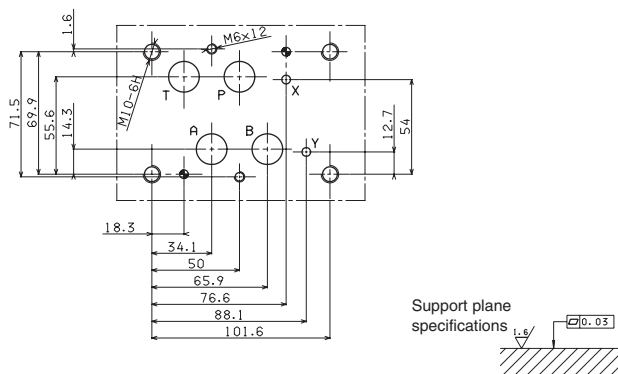 1.6
M6x12
M10-6H
T
P
X
A
B
Y
71.5
69.9
55.6
14.3
12.7
54
18.3
34.1
50
65.9
76.6
88.1
101.6
Support plane
specifications
1.6
0.03